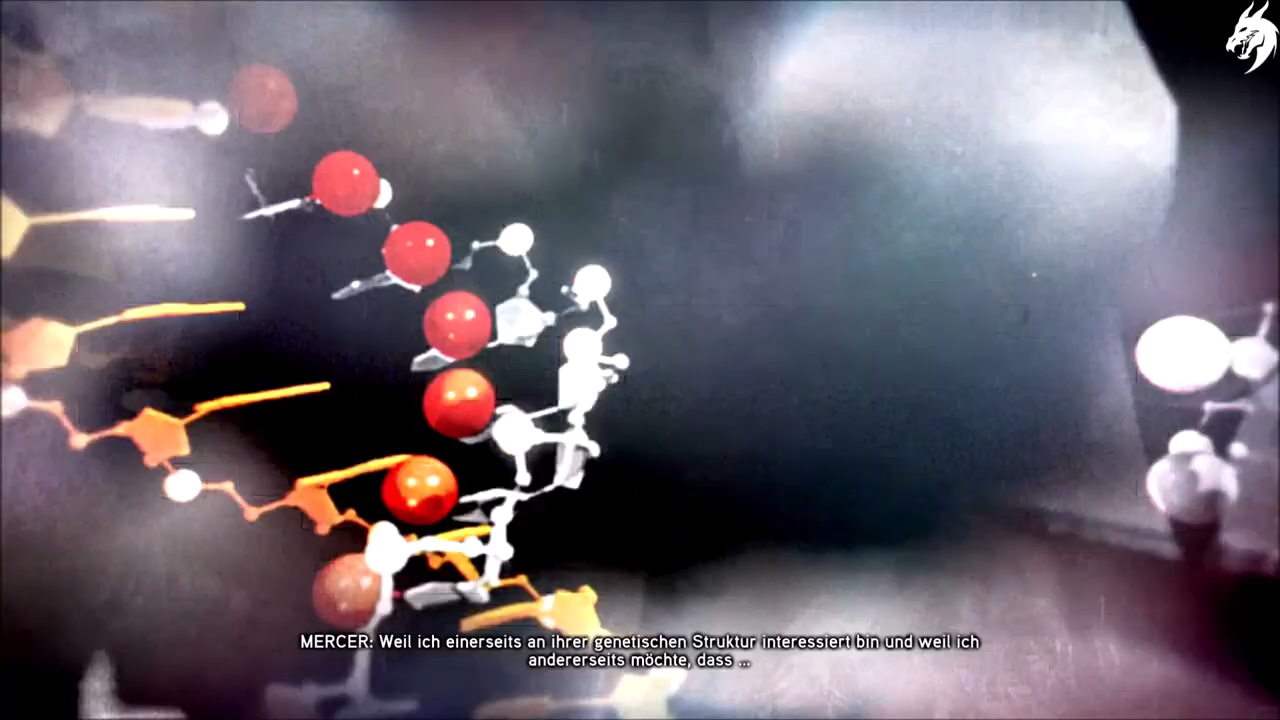 MERCER: Weil ich einerseits an ihrer genetischen Struktur interessiert bin und weil ich
andererseits möchte, dass ...